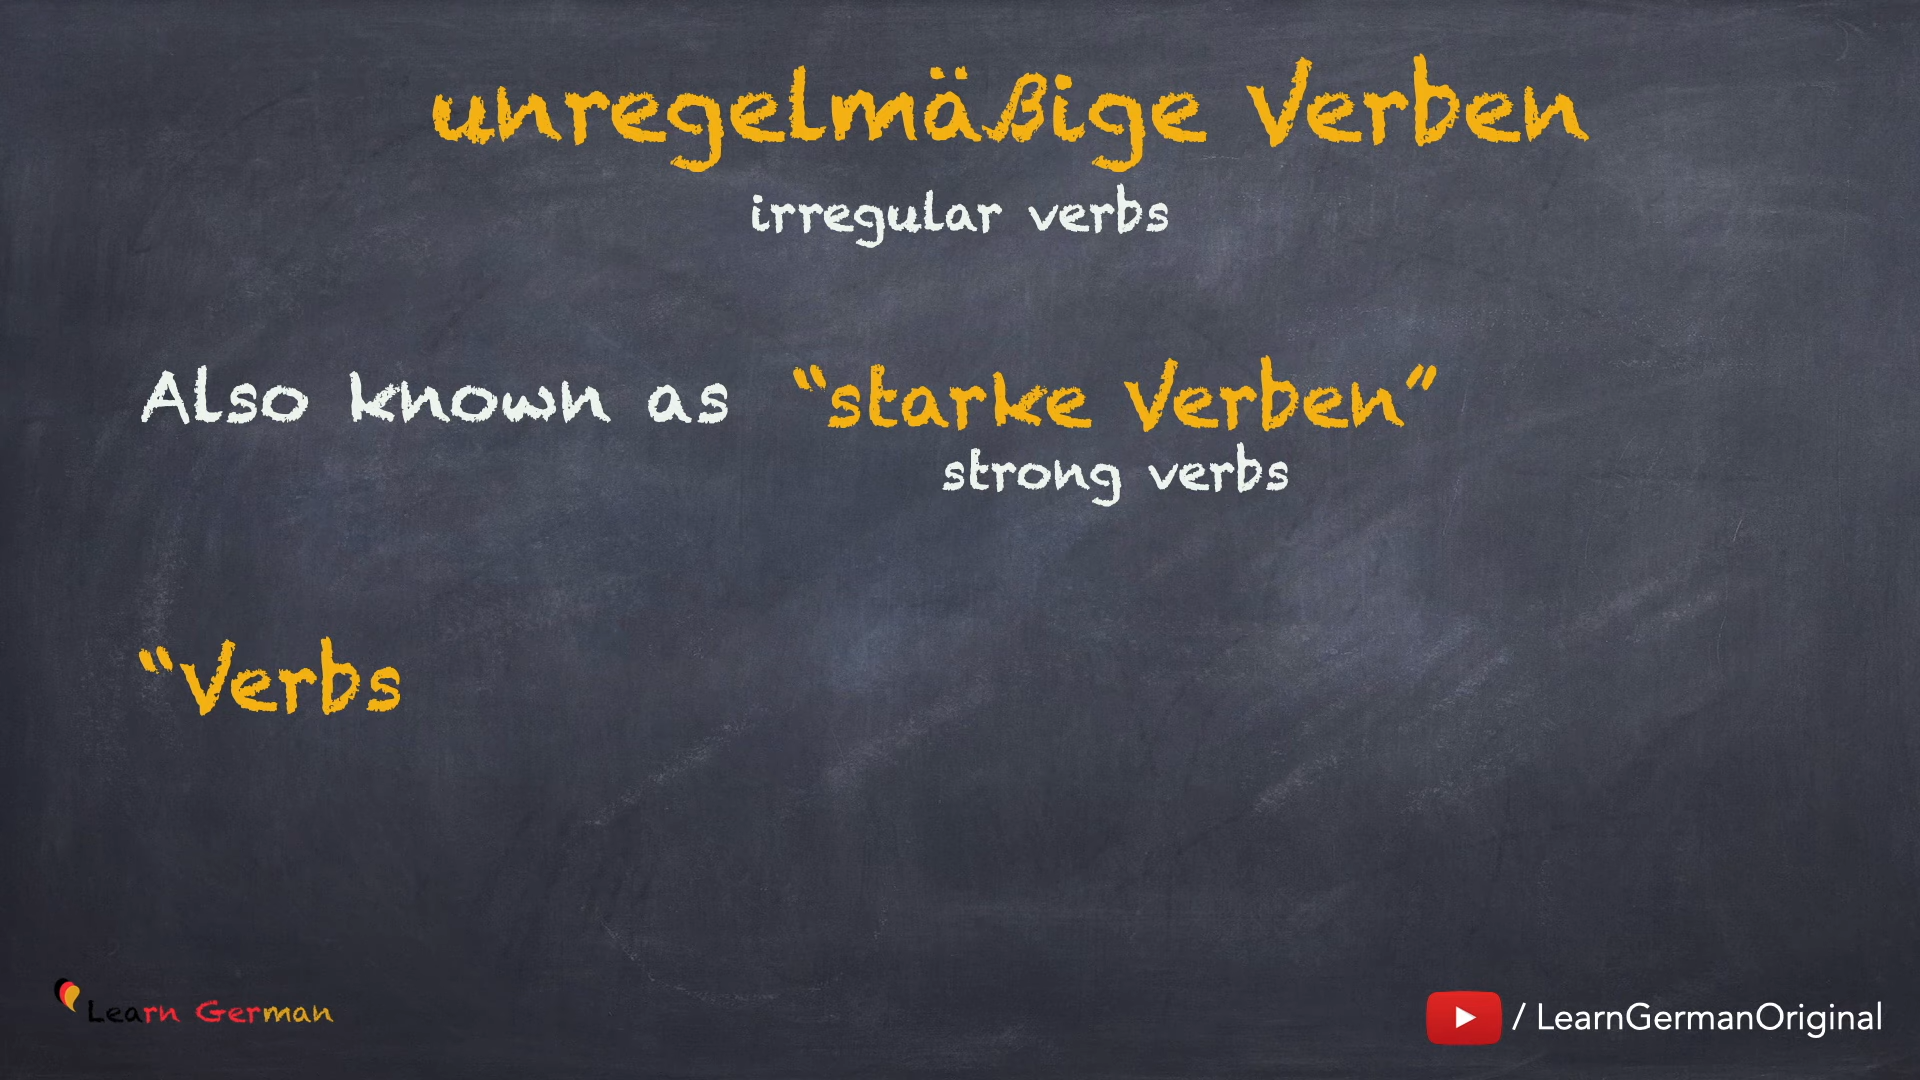 unregelmäßige Verben
irregular verbs
Also known as “starke Verben”
strong verbs
“Verbs
Learn German
/ LearnGermanOriginal